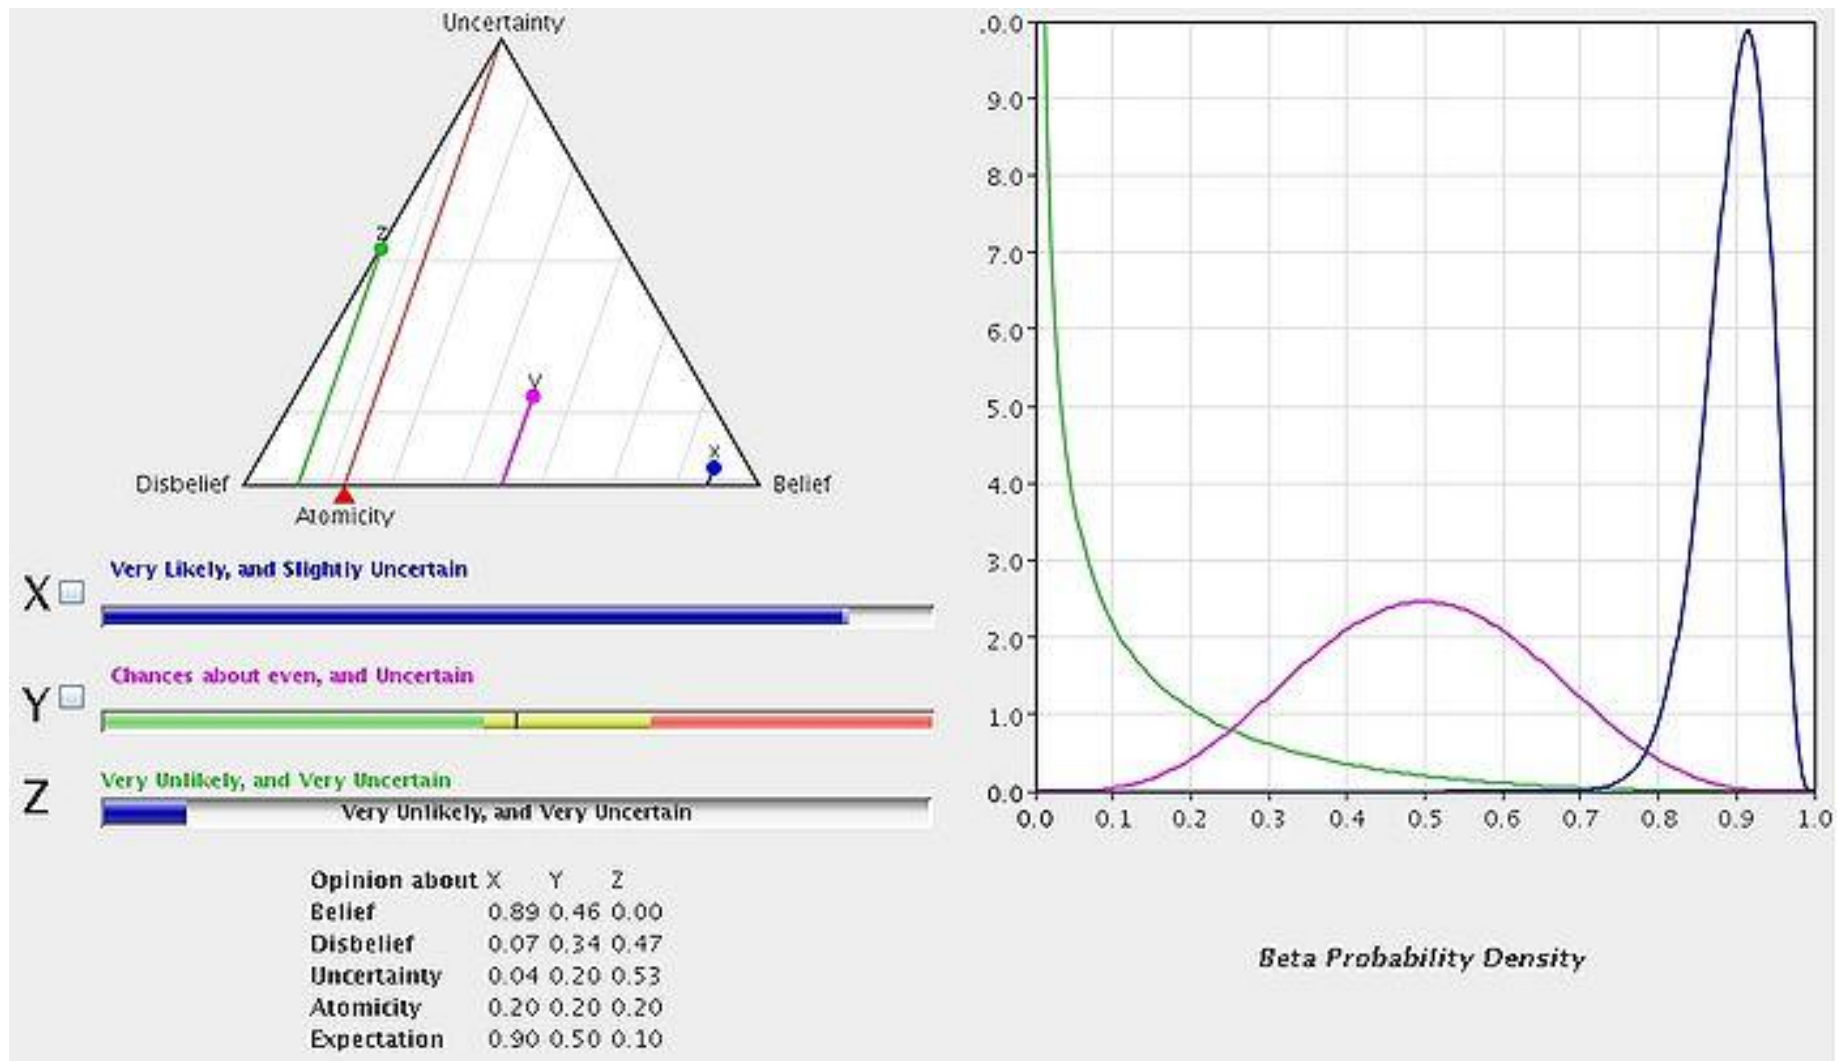 Uncertainty
Z
Y
X
Disbelief
Belief
Atomicity
X
Very Likely, and Slightly Uncertain
Y
Chances about even, and Uncertain
Z
Very Unlikely, and Very Uncertain
Very Unlikely, and Very Uncertain
Opinion about X Y Z
Belief 0.89 0.46 0.00
Disbelief 0.07 0.34 0.47
Uncertainty 0.04 0.20 0.53
Atomicity 0.20 0.20 0.20
Expectation 0.90 0.50 0.10
.0.0
9.0
8.0
7.0
6.0
5.0
4.0
3.0
2.0
1.0
0.0
0.0 0.1 0.2 0.3 0.4 0.5 0.6 0.7 0.8 0.9 1.0
Beta Probability Density